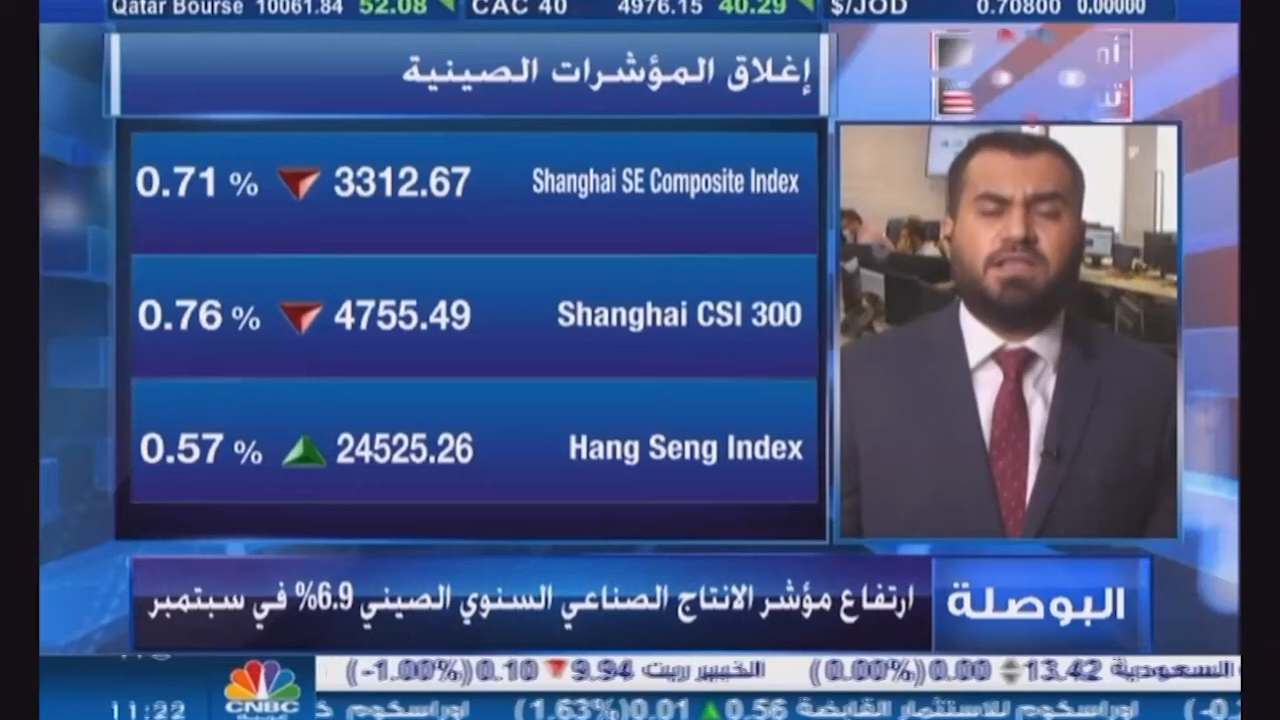 Qatar Bourse 10061.84 52.08 CAC 40 4976.15 40.29 $/JOD 0.70800 0.00000
إغلاق المؤشرات الصينية
Shanghai SE Composite Index 3312.67 0.71 %
Shanghai CSI 300 4755.49 0.76 %
Hang Seng Index 24525.26 0.57 %
البوصلة
ارتفاع مؤشر الانتاج الصناعي السنوي الصيني 6.9% في سبتمبر
السعودية 13.42 0.00 (0.00%) الخبير ريت 9.94 0.10 (-1.00%)
أوراسكوم للاستثمار القابضة 0.56 0.01 (1.63%) أوراسكوم
CNBC
عربية
11:22